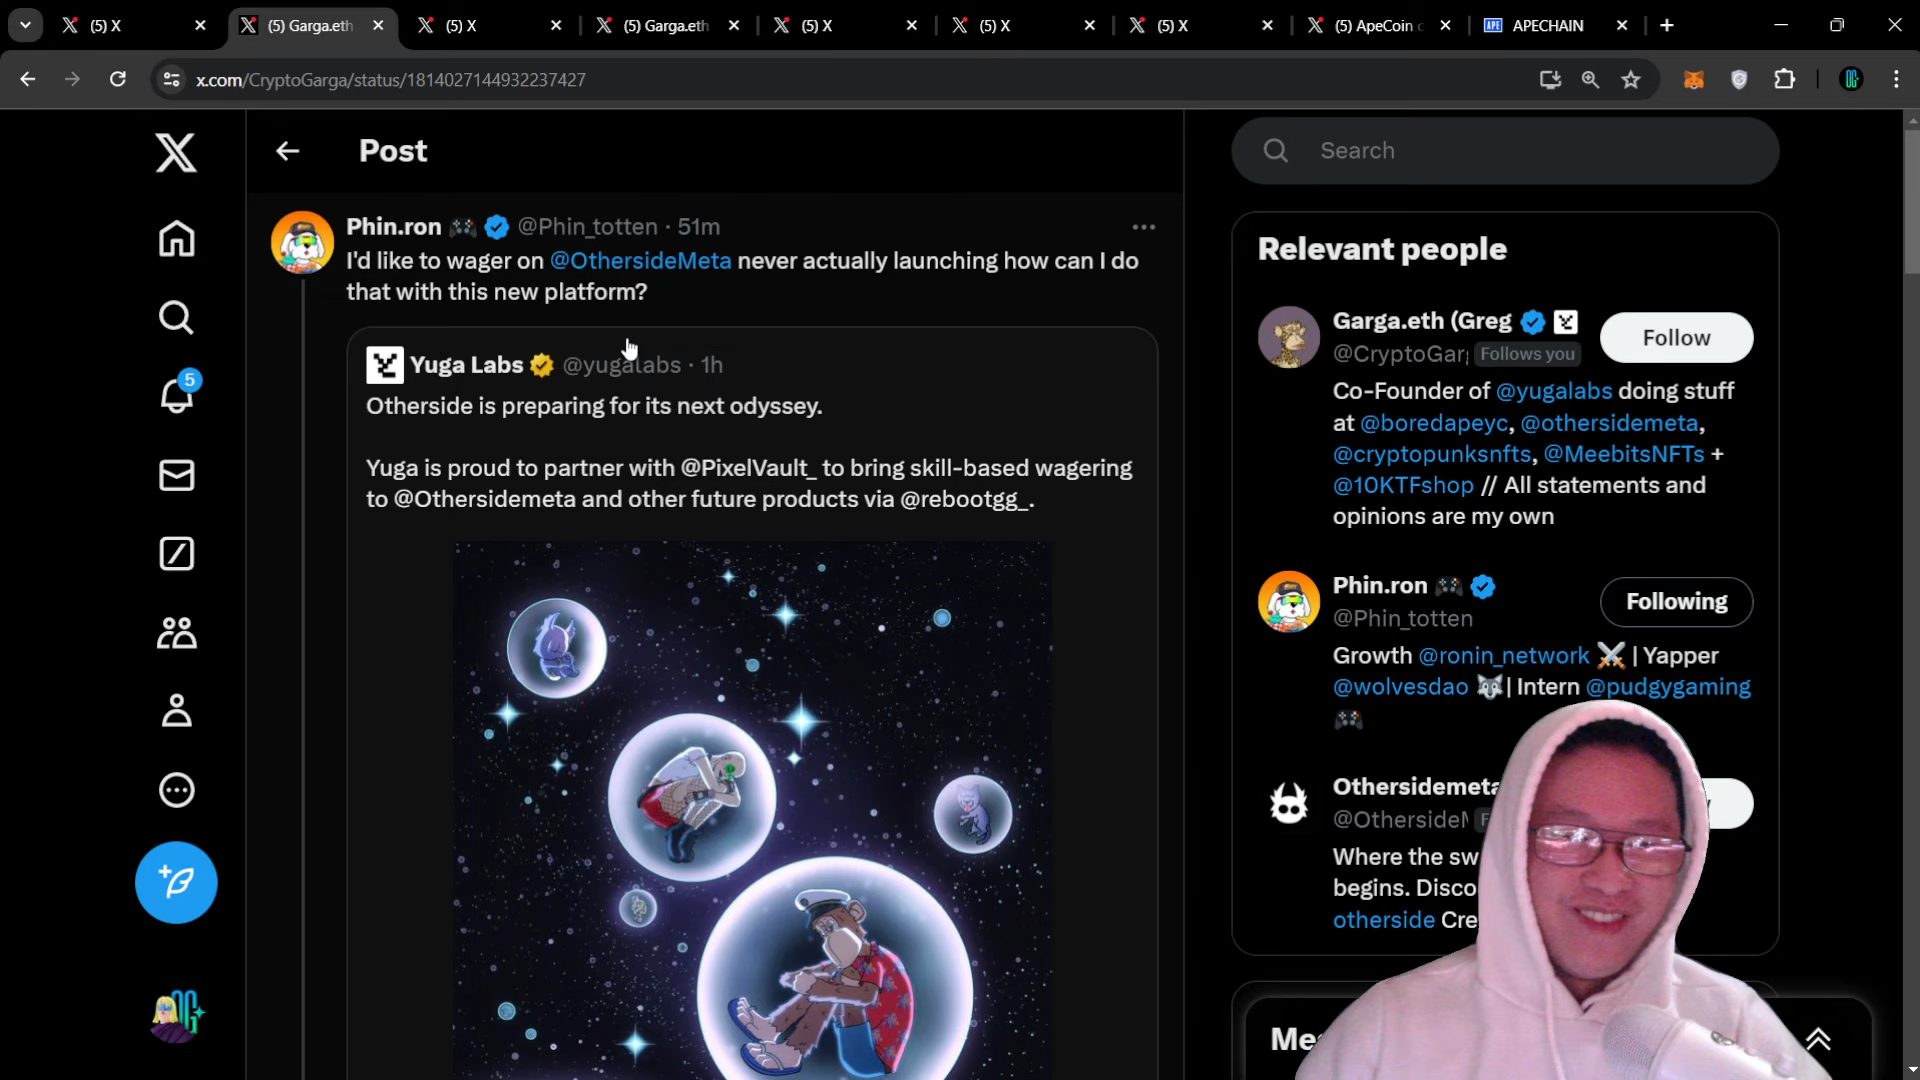 (5) X
(5) Garga.eth
(5) X
(5) Garga.eth
(5) X
(5) X
(5) X
(5) ApeCoin
APE APECHAIN
x.com/CryptoGarga/status/1814027144932237427
Post
Search
Phin.ron @Phin_totten · 51m
I'd like to wager on @OthersideMeta never actually launching how can I do
that with this new platform?
Yuga Labs @yugalabs · 1h
Otherside is preparing for its next odyssey.
Yuga is proud to partner with @PixelVault_ to bring skill-based wagering
to @Othersidemeta and other future products via @rebootgg_.
5
Relevant people
Garga.eth (Greg
@CryptoGar Follows you
Follow
Co-Founder of @yugalabs doing stuff
at @boredapeyc, @othersidemeta,
@cryptopunksnfts, @MeebitsNFTs +
@10KTFshop // All statements and
opinions are my own
Phin.ron
@Phin_totten
Following
Growth @ronin_network | Yapper
@wolvesdao | Intern @pudgygaming
Othersidemeta
Where the sw
begins. Disco
otherside Cre